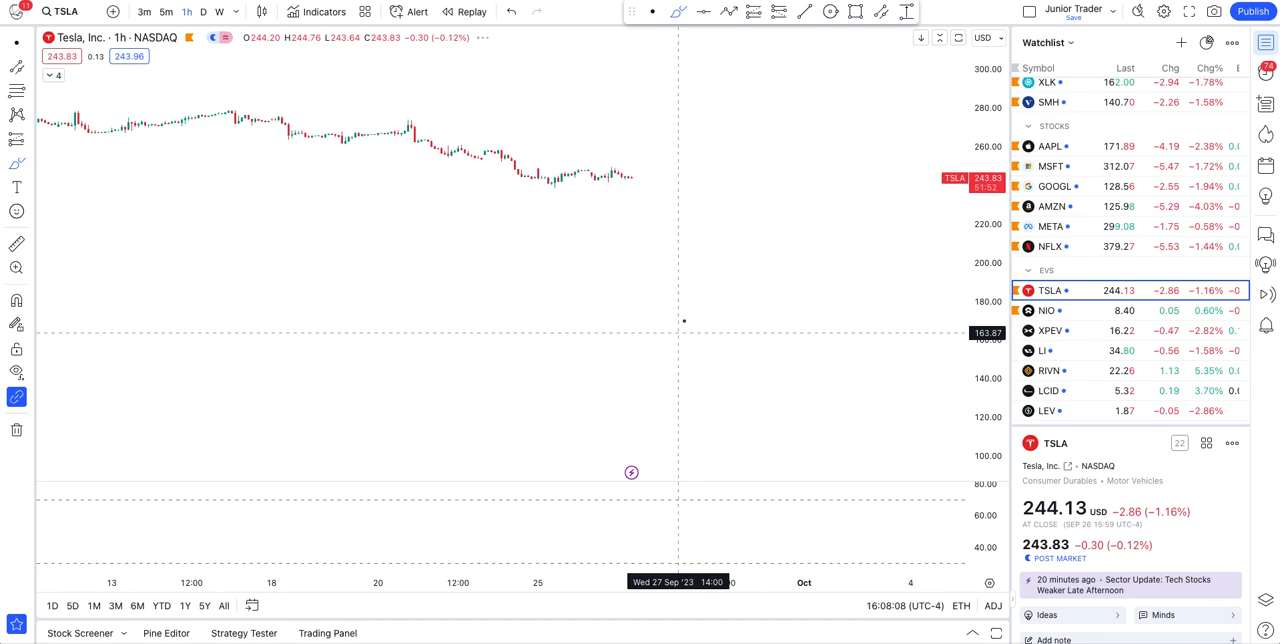 11 TSLA 3m 5m 1h D W Indicators Alert Replay Junior Trader Save Publish
Tesla, Inc. · 1h · NASDAQ O244.20 H244.76 L243.64 C243.83 −0.30 (−0.12%) USD
243.83 0.13 243.96
4
300.00
280.00
260.00
TSLA 243.83
51:52
220.00
200.00
180.00
163.87
160.00
140.00
120.00
100.00
80.00
60.00
40.00
13 12:00 18 20 12:00 25 Wed 27 Sep '23 14:00 Oct 4
1D 5D 1M 3M 6M YTD 1Y 5Y All 16:08:08 (UTC-4) ETH ADJ
Stock Screener Pine Editor Strategy Tester Trading Panel
Watchlist
Symbol Last Chg Chg%
XLK 162.00 −2.94 −1.78%
SMH 140.70 −2.26 −1.58%
STOCKS
AAPL 171.89 −4.19 −2.38% 0.0
MSFT 312.07 −5.47 −1.72% 0.0
GOOGL 128.56 −2.55 −1.94% 0.0
AMZN 125.98 −5.29 −4.03% −0
META 299.08 −1.75 −0.58% −0
NFLX 379.27 −5.53 −1.44% 0.0
EVS
TSLA 244.13 −2.86 −1.16% −0
NIO 8.40 0.05 0.60% −0
XPEV 16.22 −0.47 −2.82% 0.
LI 34.80 −0.56 −1.58% −0
RIVN 22.26 1.13 5.35% 0.0
LCID 5.32 0.19 3.70% 0.0
LEV 1.87 −0.05 −2.86%
TSLA 22
Tesla, Inc. • NASDAQ
Consumer Durables • Motor Vehicles
244.13 USD −2.86 (−1.16%)
AT CLOSE (SEP 26 15:59 UTC-4)
243.83 −0.30 (−0.12%)
POST MARKET
20 minutes ago • Sector Update: Tech Stocks
Weaker Late Afternoon
Ideas Minds
Add note
74